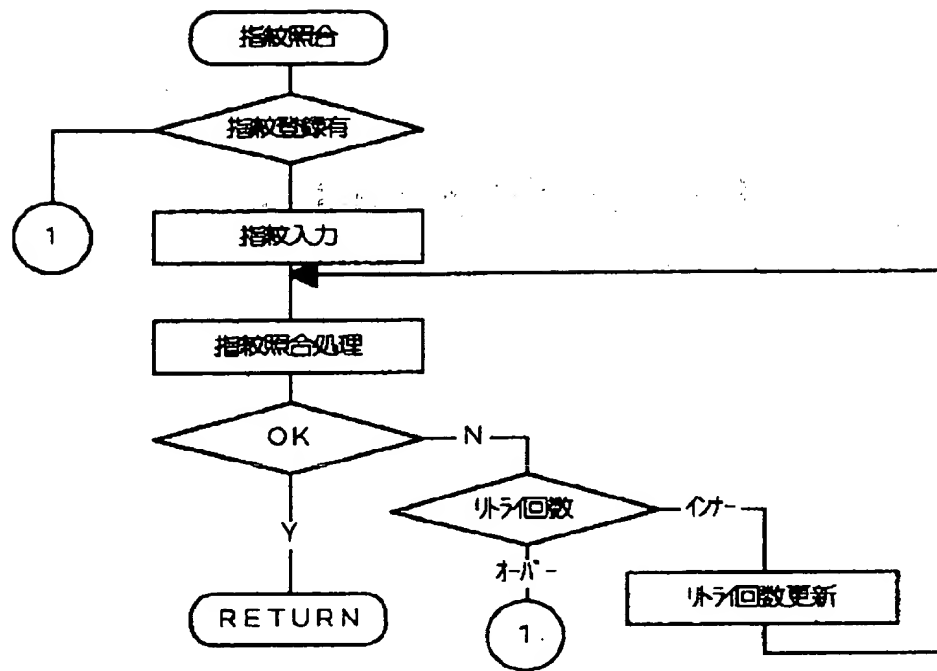 指紋照合
指紋登録有
1
指紋入力
指紋照合処理
OK
N
リトライ回数
インナー
Y
オーバー
リトライ回数更新
RETURN
1.